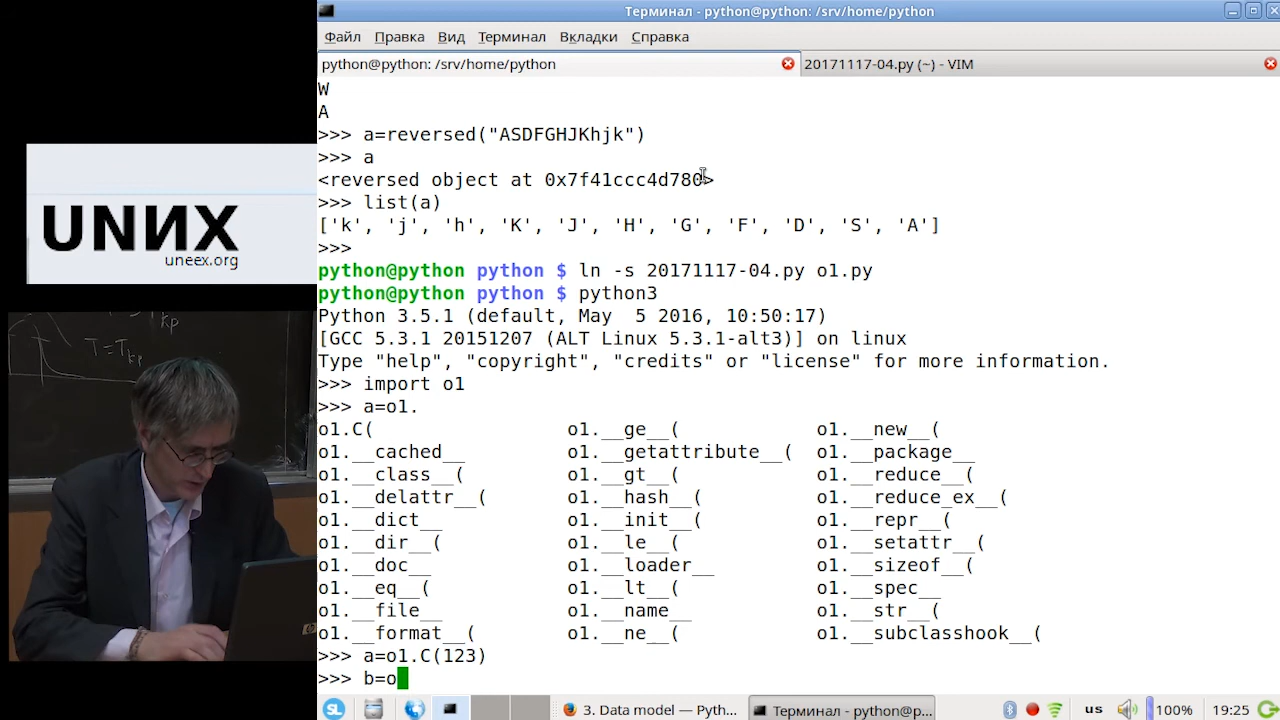 Терминал - python@python: /srv/home/python
Файл Правка Вид Терминал Вкладки Справка
python@python: /srv/home/python
20171117-04.py (~) - VIM
W
A
>>> a=reversed("ASDFGHJKhjk")
>>> a
<reversed object at 0x7f41ccc4d780>
>>> list(a)
['k', 'j', 'h', 'K', 'J', 'H', 'G', 'F', 'D', 'S', 'A']
>>>
python@python python $ ln -s 20171117-04.py o1.py
python@python python $ python3
Python 3.5.1 (default, May  5 2016, 10:50:17)
[GCC 5.3.1 20151207 (ALT Linux 5.3.1-alt3)] on linux
Type "help", "copyright", "credits" or "license" for more information.
>>> import o1
>>> a=o1.
o1.C( o1.__ge__( o1.__new__(
o1.__cached__ o1.__getattribute__( o1.__package__
o1.__class__( o1.__gt__( o1.__reduce__(
o1.__delattr__( o1.__hash__( o1.__reduce_ex__(
o1.__dict__ o1.__init__( o1.__repr__(
o1.__dir__( o1.__le__( o1.__setattr__(
o1.__doc__ o1.__loader__ o1.__sizeof__(
o1.__eq__( o1.__lt__( o1.__spec__
o1.__file__ o1.__name__ o1.__str__(
o1.__format__( o1.__ne__( o1.__subclasshook__(
>>> a=o1.C(123)
>>> b=o
UNИX
uneex.org
T=Tкр
3. Data model — Pyth...
Терминал - python@p...
us
100%
19:25